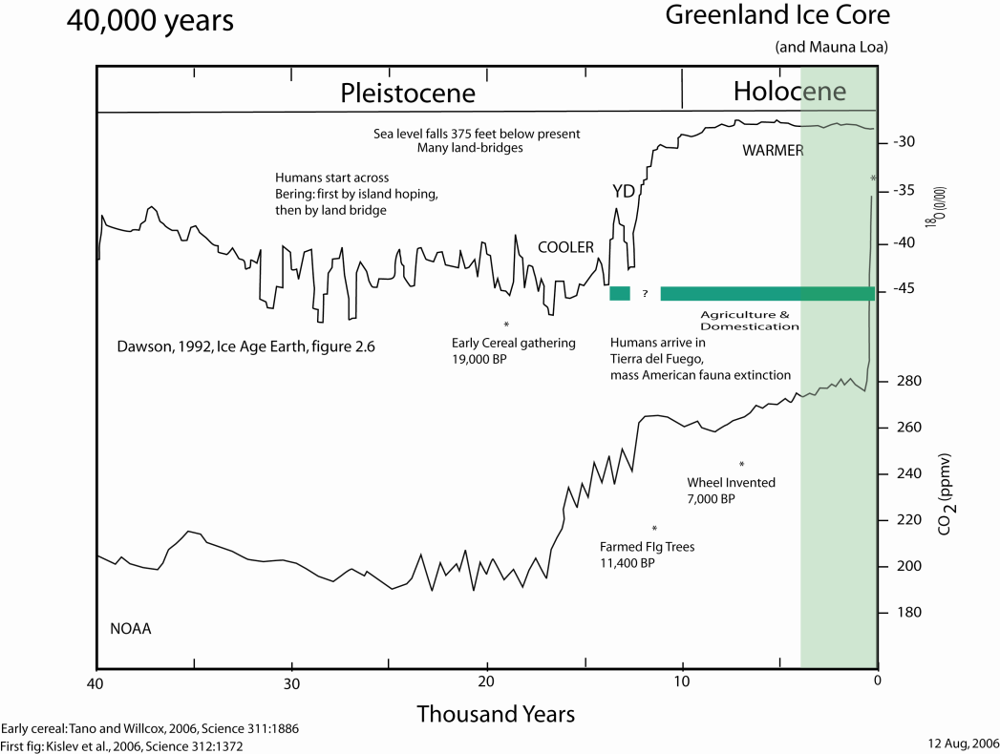 40,000 years
Greenland Ice Core
(and Mauna Loa)
Pleistocene
Holocene
Sea level falls 375 feet below present
Many land-bridges
WARMER
Humans start across
Bering: first by island hoping,
then by land bridge
YD
COOLER
-30
*
-35
-40
-45
18O (0/00)
?
Agriculture &
Domestication
*
Dawson, 1992, Ice Age Earth, figure 2.6
Early Cereal gathering
19,000 BP
Humans arrive in
Tierra del Fuego,
mass American fauna extinction
280
260
240
220
200
180
CO2 (ppmv)
*
Wheel Invented
7,000 BP
*
Farmed FIg Trees
11,400 BP
NOAA
40
30
20
10
0
Thousand Years
Early cereal: Tano and Willcox, 2006, Science 311:1886
First fig: Kislev et al., 2006, Science 312:1372
12 Aug, 2006